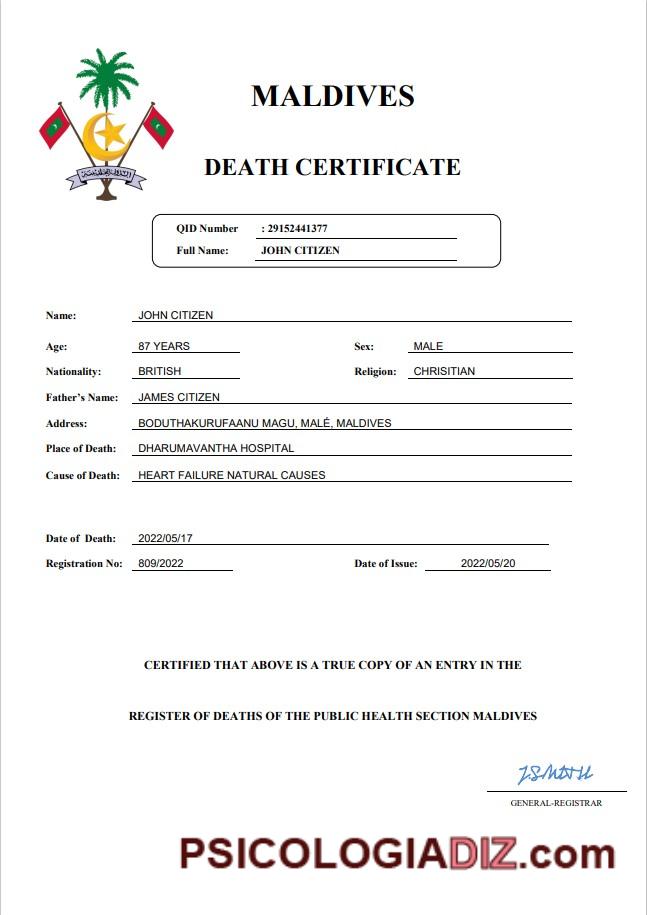 MALDIVES
DEATH CERTIFICATE
QID Number : 29152441377
Full Name: JOHN CITIZEN
Name: JOHN CITIZEN
Age: 87 YEARS Sex: MALE
Nationality: BRITISH Religion: CHRISITIAN
Father's Name: JAMES CITIZEN
Address: BODUTHAKURUFAANU MAGU, MALÉ, MALDIVES
Place of Death: DHARUMAVANTHA HOSPITAL
Cause of Death: HEART FAILURE NATURAL CAUSES
Date of Death: 2022/05/17
Registration No: 809/2022 Date of Issue: 2022/05/20
CERTIFIED THAT ABOVE IS A TRUE COPY OF AN ENTRY IN THE
REGISTER OF DEATHS OF THE PUBLIC HEALTH SECTION MALDIVES
GENERAL-REGISTRAR
PSICOLOGIADIZ.com